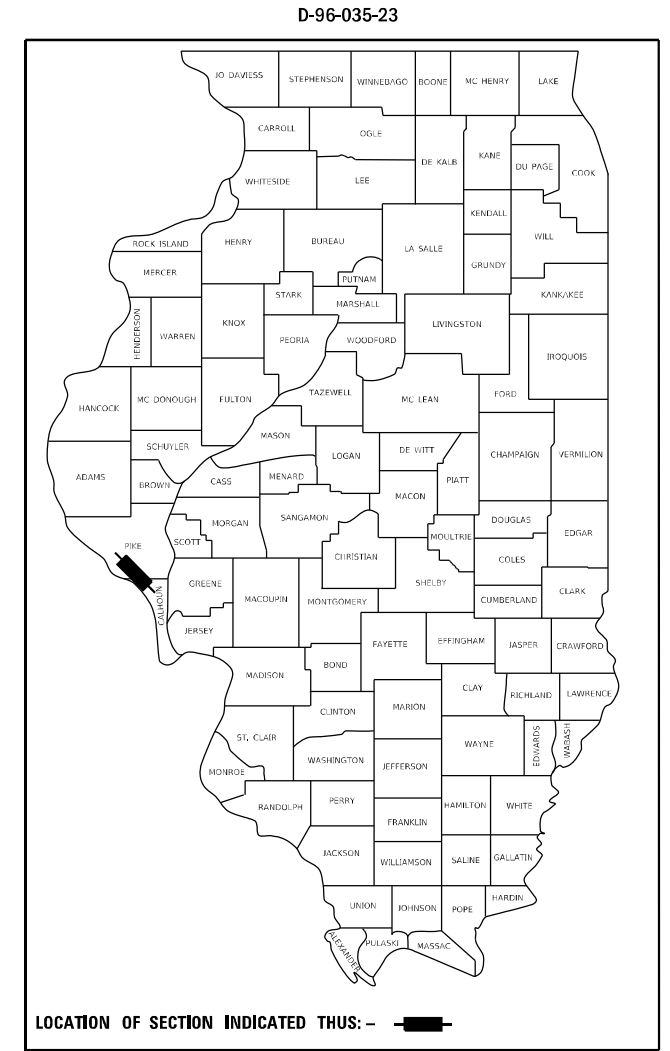 D-96-035-23
JO DAVIESS
STEPHENSON
WINNEBAGO
BOONE
MC HENRY
LAKE
CARROLL
OGLE
DE KALB
KANE
DU PAGE
COOK
WHITESIDE
LEE
KENDALL
ROCK ISLAND
HENRY
BUREAU
LA SALLE
WILL
GRUNDY
MERCER
PUTNAM
STARK
MARSHALL
KANKAKEE
HENDERSON
WARREN
KNOX
PEORIA
WOODFORD
LIVINGSTON
IROQUOIS
HANCOCK
MC DONOUGH
FULTON
TAZEWELL
MC LEAN
FORD
MASON
SCHUYLER
LOGAN
DE WITT
CHAMPAIGN
VERMILION
ADAMS
BROWN
CASS
MENARD
PIATT
MACON
MORGAN
SANGAMON
DOUGLAS
EDGAR
PIKE
SCOTT
CHRISTIAN
MOULTRIE
COLES
GREENE
SHELBY
CALHOUN
MACOUPIN
MONTGOMERY
CUMBERLAND
CLARK
JERSEY
FAYETTE
EFFINGHAM
JASPER
CRAWFORD
BOND
MADISON
CLAY
RICHLAND
LAWRENCE
CLINTON
MARION
ST. CLAIR
WAYNE
EDWARDS
WABASH
WASHINGTON
JEFFERSON
MONROE
RANDOLPH
PERRY
HAMILTON
WHITE
FRANKLIN
JACKSON
WILLIAMSON
SALINE
GALLATIN
UNION
JOHNSON
POPE
HARDIN
ALEXANDER
PULASKI
MASSAC
LOCATION OF SECTION INDICATED THUS: –